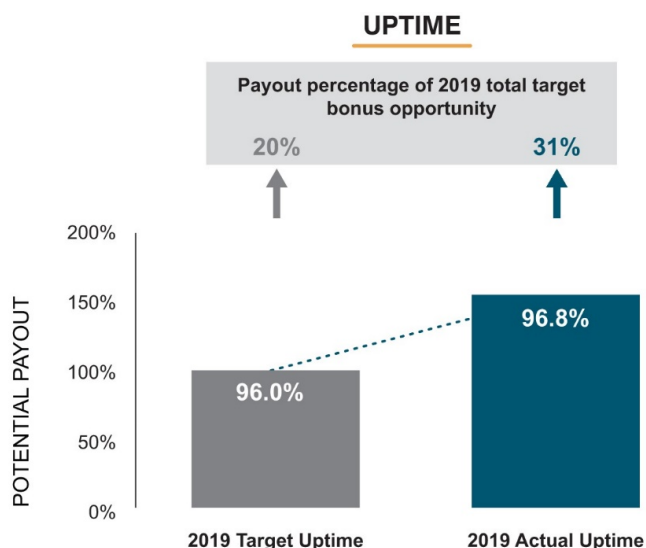 UPTIME
Payout percentage of 2019 total target
bonus opportunity
20%
31%
200%
150%
100%
50%
0%
POTENTIAL PAYOUT
96.0%
96.8%
2019 Target Uptime
2019 Actual Uptime